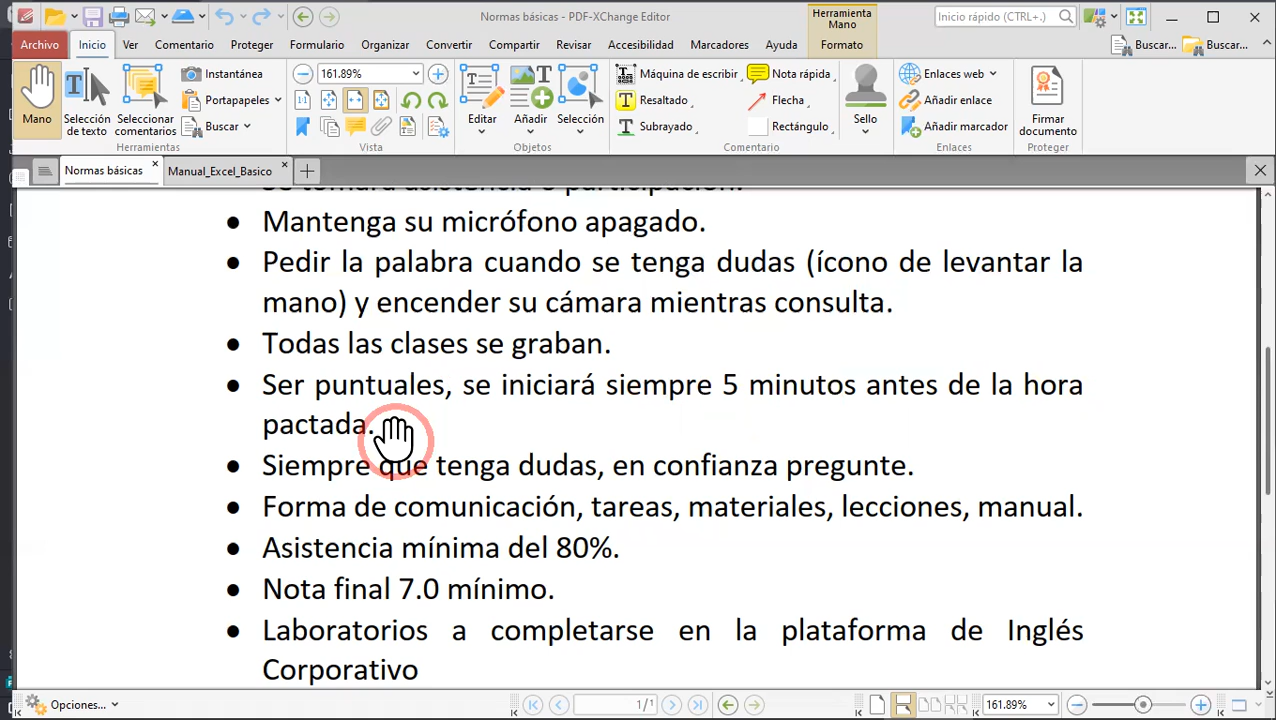 Normas básicas - PDF-XChange Editor
Herramienta Mano
Inicio rápido (CTRL+.)
Archivo Inicio Ver Comentario Proteger Formulario Organizar Convertir Compartir Revisar Accesibilidad Marcadores Ayuda Formato Buscar... Buscar...
Mano
Selección de texto
Seleccionar comentarios
Instantánea
Portapapeles
Buscar
Herramientas
161.89%
Vista
Editar
Añadir
Selección
Objetos
Máquina de escribir
Resaltado
Subrayado
Nota rápida
Flecha
Rectángulo
Sello
Comentario
Enlaces web
Añadir enlace
Añadir marcador
Enlaces
Firmar documento
Proteger
Normas básicas Manual_Excel_Basico
Se tomará asistencia o participación.
● Mantenga su micrófono apagado.
● Pedir la palabra cuando se tenga dudas (ícono de levantar la
mano) y encender su cámara mientras consulta.
● Todas las clases se graban.
● Ser puntuales, se iniciará siempre 5 minutos antes de la hora
pactada.
● Siempre que tenga dudas, en confianza pregunte.
● Forma de comunicación, tareas, materiales, lecciones, manual.
● Asistencia mínima del 80%.
● Nota final 7.0 mínimo.
● Laboratorios a completarse en la plataforma de Inglés
Corporativo
Opciones... 1/1 161.89%